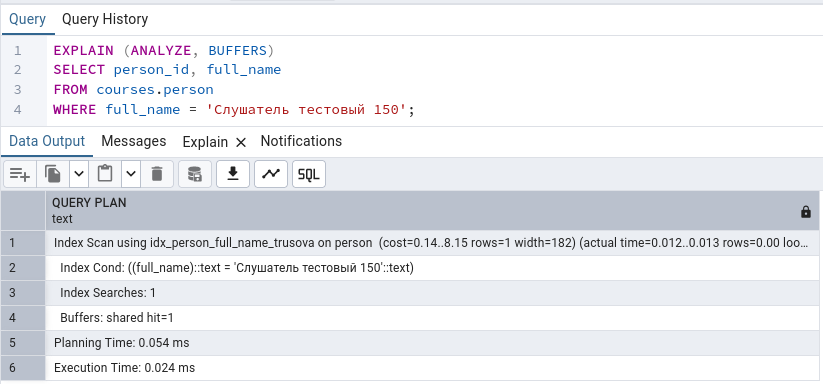 Query Query History
1 EXPLAIN (ANALYZE, BUFFERS)
2 SELECT person_id, full_name
3 FROM courses.person
4 WHERE full_name = 'Слушатель тестовый 150';
Data Output Messages Explain × Notifications
SQL
QUERY PLAN
text
1 Index Scan using idx_person_full_name_trusova on person (cost=0.14..8.15 rows=1 width=182) (actual time=0.012..0.013 rows=0.00 loo...
2 Index Cond: ((full_name)::text = 'Слушатель тестовый 150'::text)
3 Index Searches: 1
4 Buffers: shared hit=1
5 Planning Time: 0.054 ms
6 Execution Time: 0.024 ms